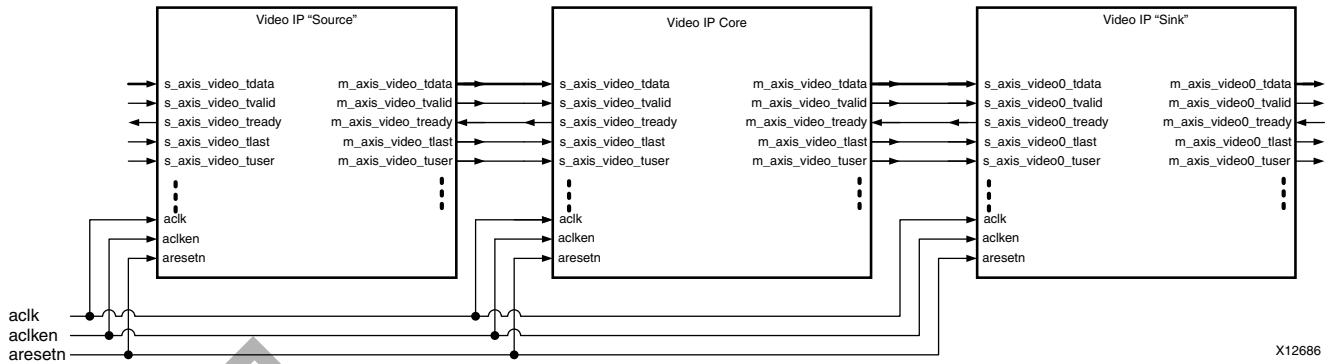 Video IP “Source”
s_axis_video_tdata
s_axis_video_tvalid
s_axis_video_tready
s_axis_video_tlast
s_axis_video_tuser
m_axis_video_tdata
m_axis_video_tvalid
m_axis_video_tready
m_axis_video_tlast
m_axis_video_tuser
aclk
aclken
aresetn
Video IP Core
s_axis_video_tdata
s_axis_video_tvalid
s_axis_video_tready
s_axis_video_tlast
s_axis_video_tuser
m_axis_video_tdata
m_axis_video_tvalid
m_axis_video_tready
m_axis_video_tlast
m_axis_video_tuser
aclk
aclken
aresetn
Video IP “Sink”
s_axis_video0_tdata
s_axis_video0_tvalid
s_axis_video0_tready
s_axis_video0_tlast
s_axis_video0_tuser
m_axis_video0_tdata
m_axis_video0_tvalid
m_axis_video0_tready
m_axis_video0_tlast
m_axis_video0_tuser
aclk
aclken
aresetn
aclk
aclken
aresetn
X12686